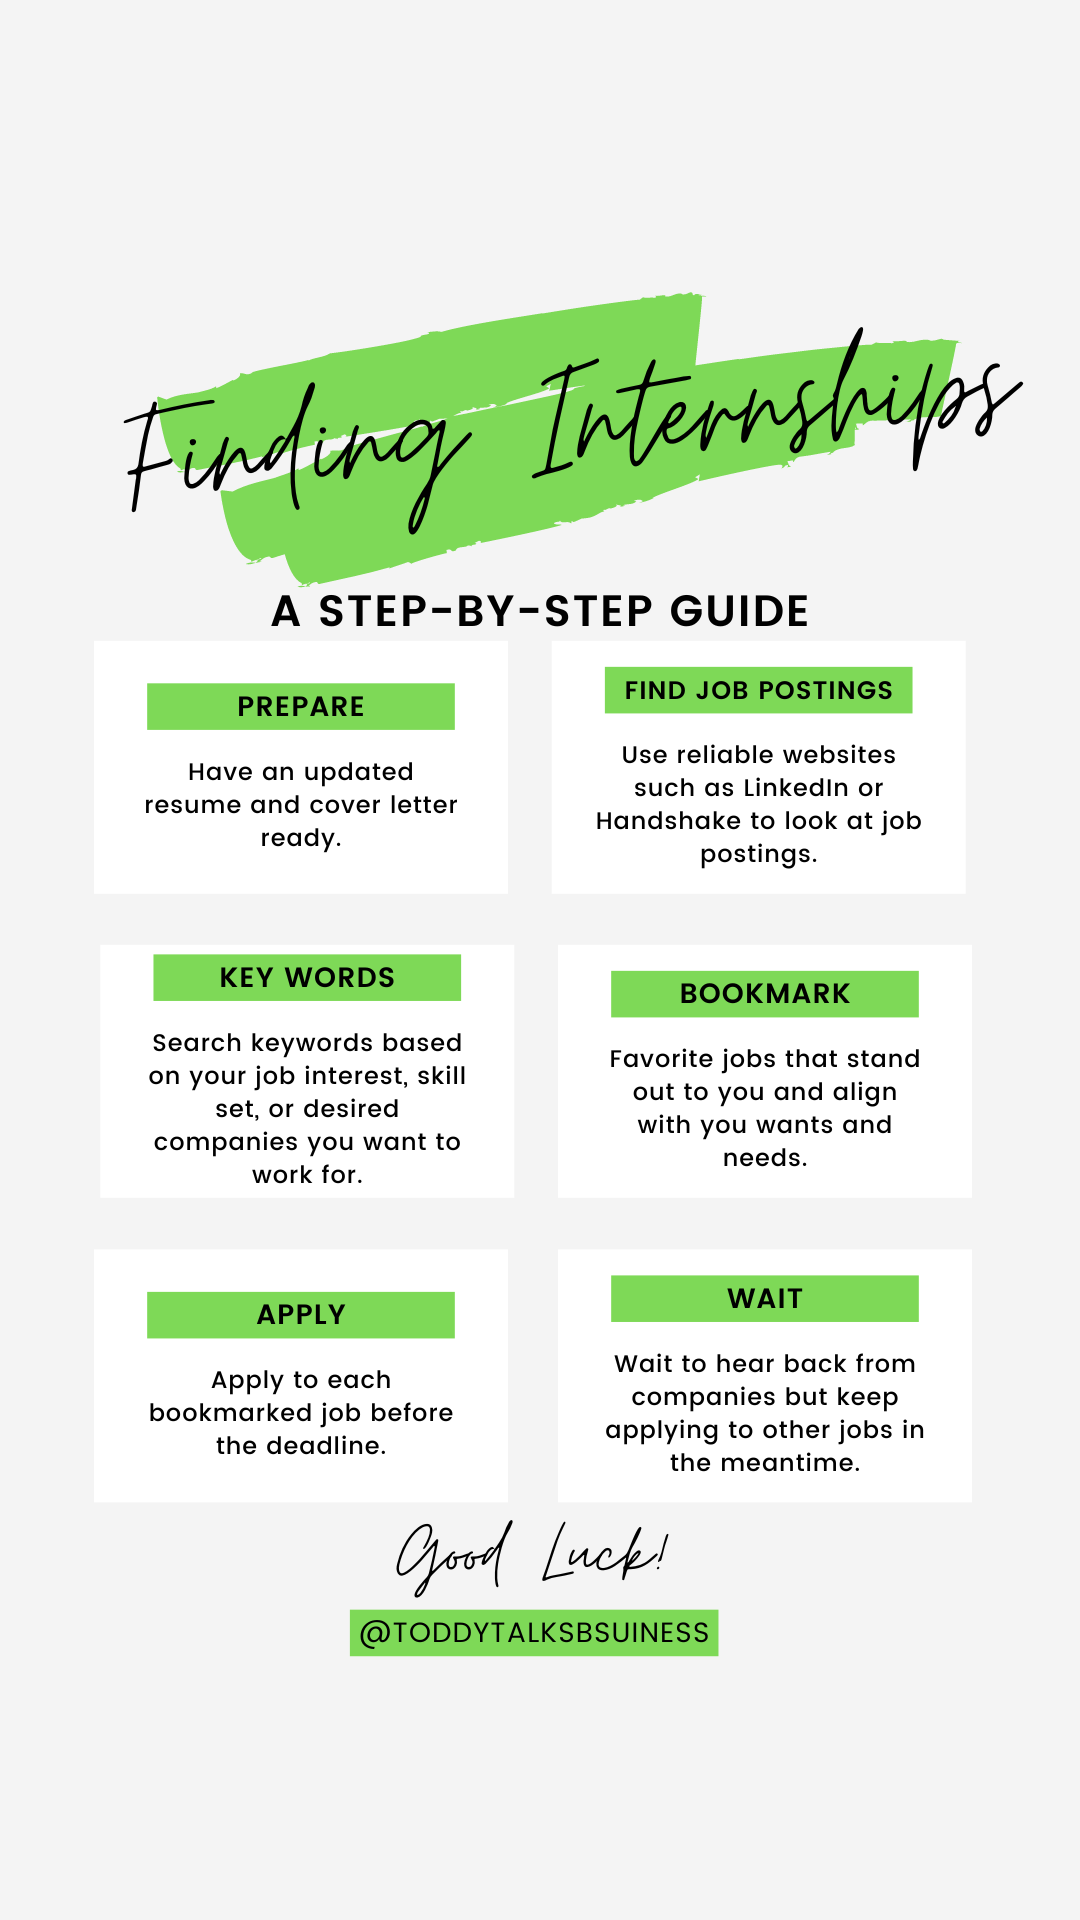 Finding Internships
A STEP-BY-STEP GUIDE
PREPARE
Have an updated
resume and cover letter
ready.
FIND JOB POSTINGS
Use reliable websites
such as LinkedIn or
Handshake to look at job
postings.
KEY WORDS
Search keywords based
on your job interest, skill
set, or desired
companies you want to
work for.
BOOKMARK
Favorite jobs that stand
out to you and align
with you wants and
needs.
APPLY
Apply to each
bookmarked job before
the deadline.
WAIT
Wait to hear back from
companies but keep
applying to other jobs in
the meantime.
Good Luck!
@TODDYTALKSBSUINESS